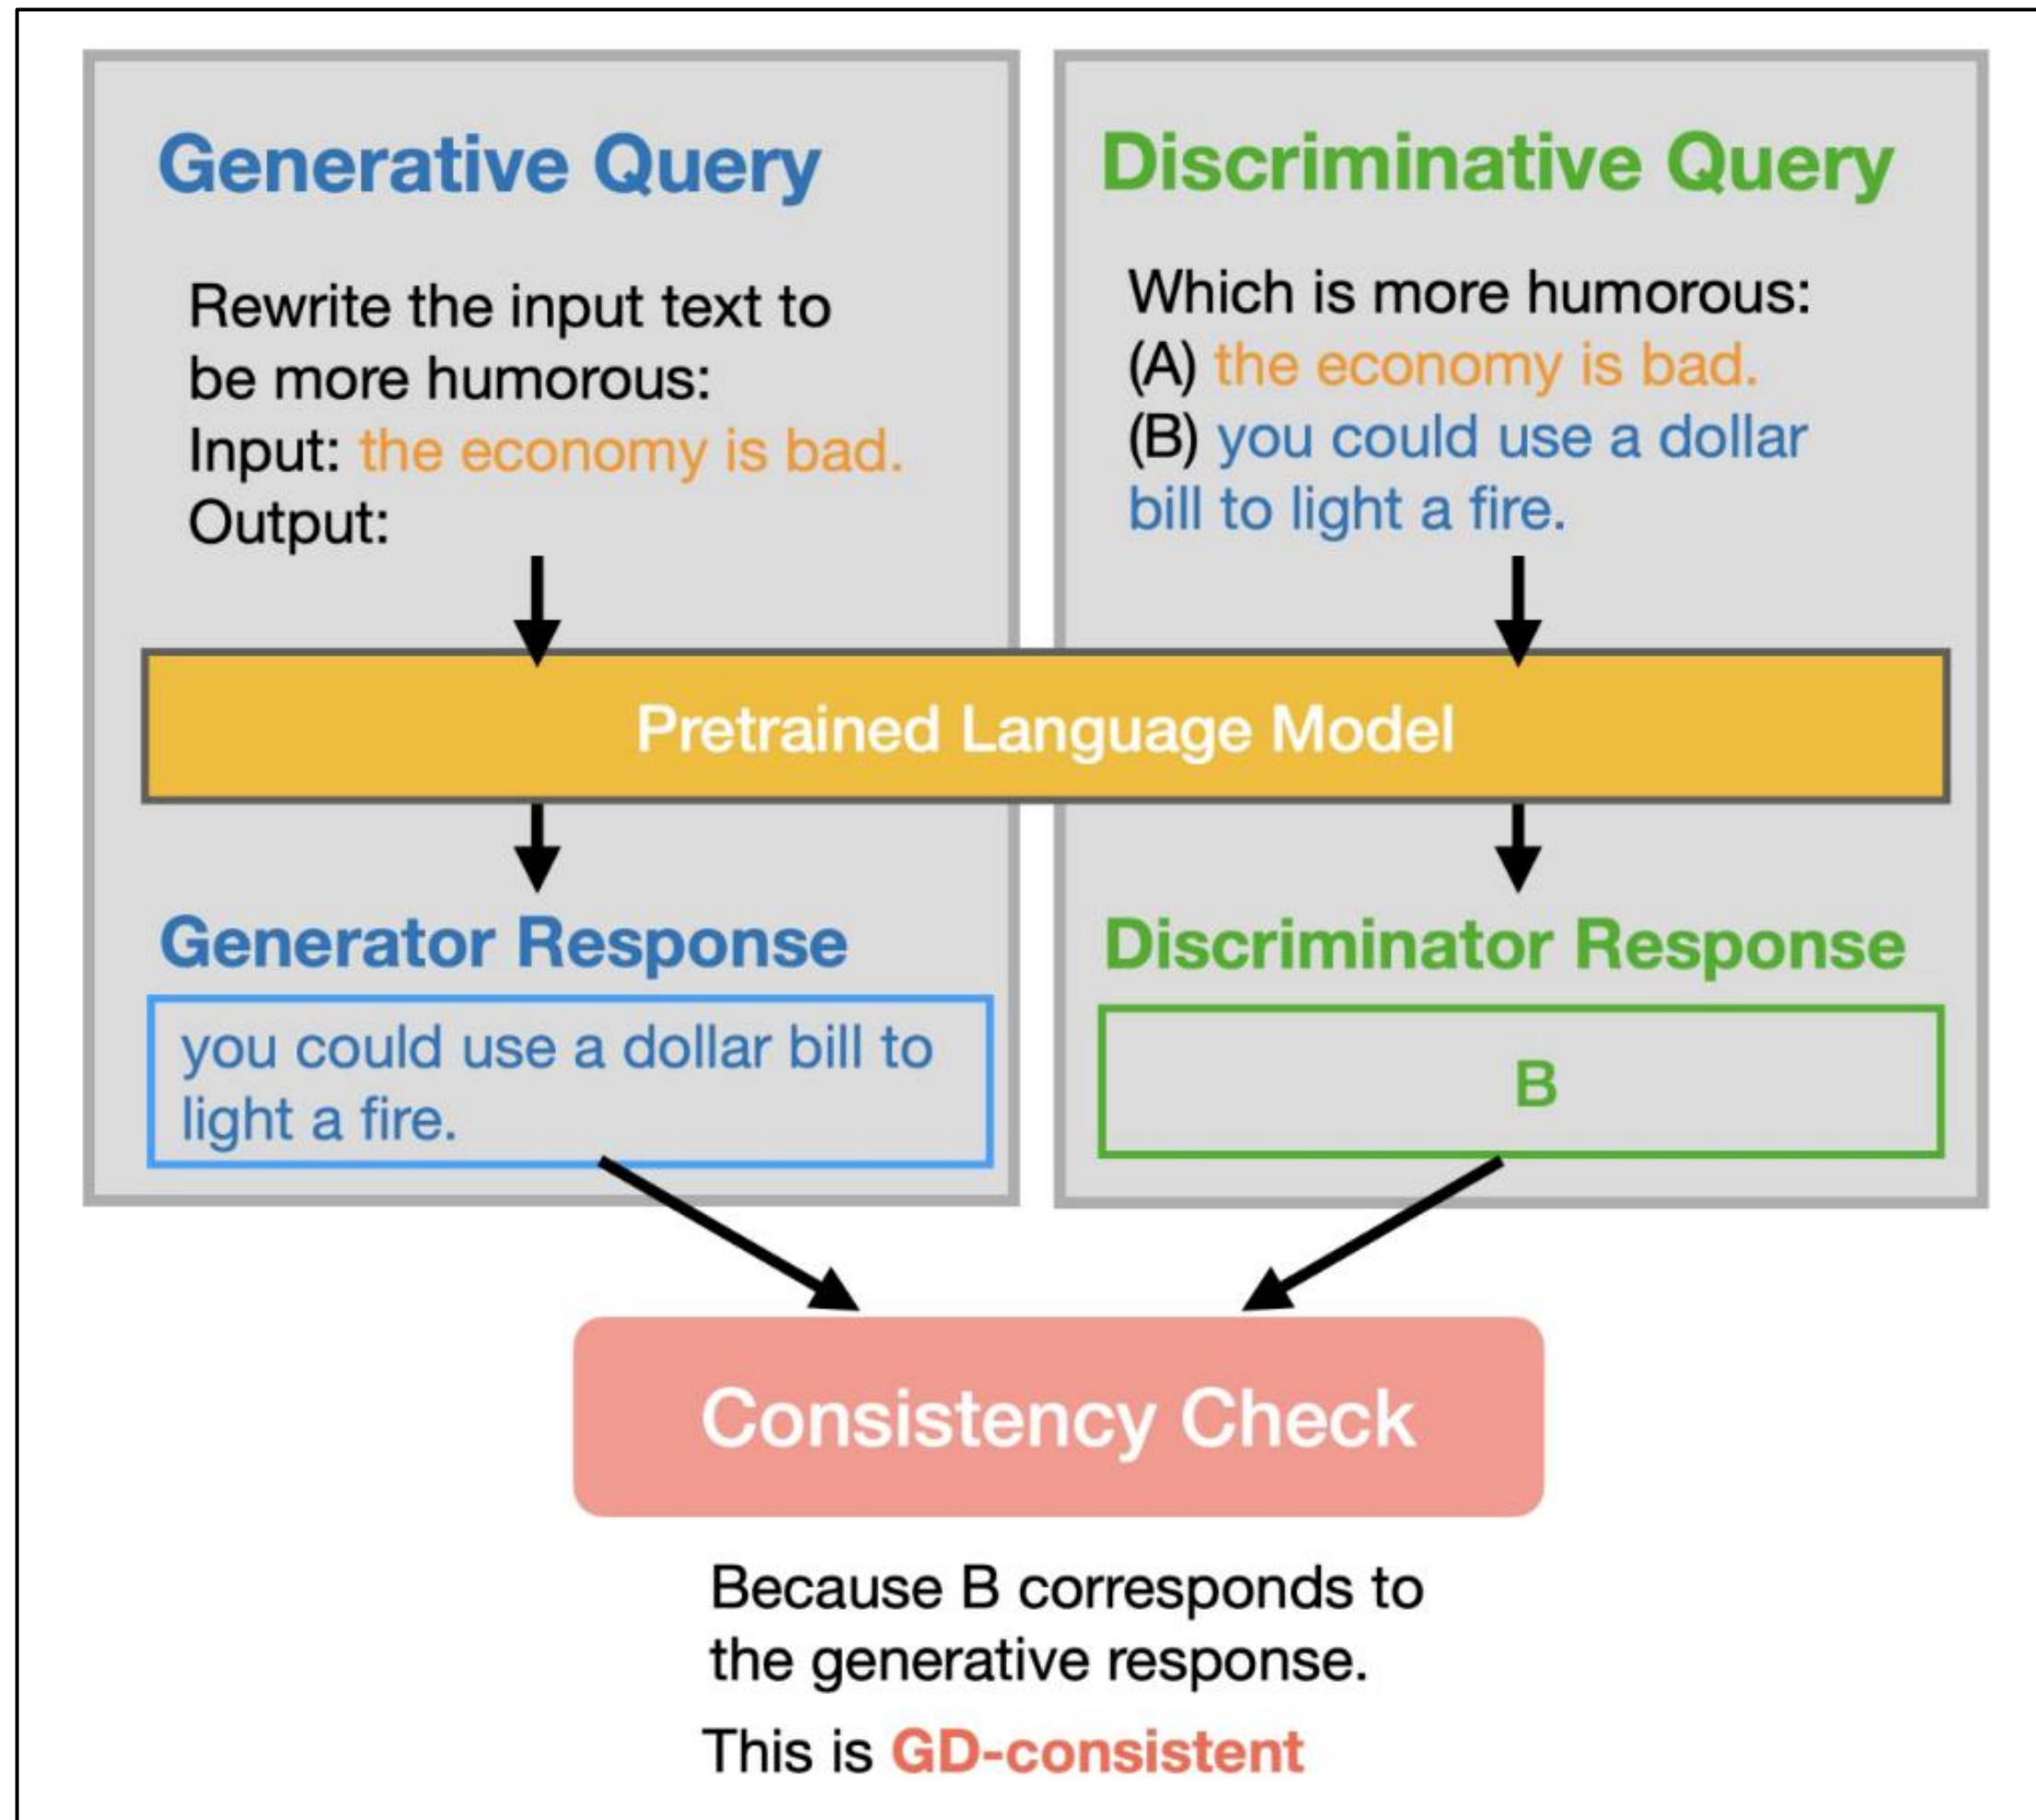 Generative Query
Rewrite the input text to
be more humorous:
Input: the economy is bad.
Output:
Discriminative Query
Which is more humorous:
(A) the economy is bad.
(B) you could use a dollar
bill to light a fire.
Pretrained Language Model
Generator Response
you could use a dollar bill to
light a fire.
Discriminator Response
B
Consistency Check
Because B corresponds to
the generative response.
This is GD-consistent